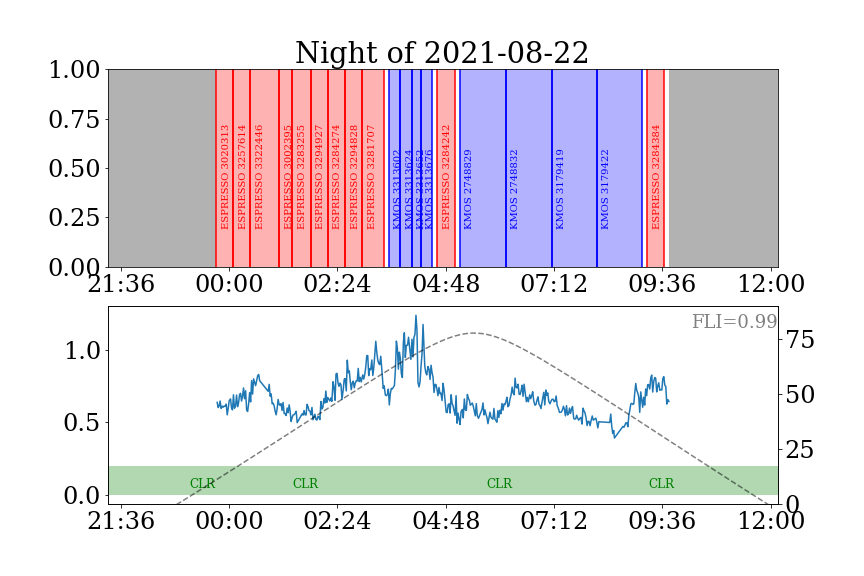 Night of 2021-08-22
1.00
0.75
0.50
0.25
0.00
ESPRESSO 3020313
ESPRESSO 3257614
ESPRESSO 3322446
ESPRESSO 3002395
ESPRESSO 3283255
ESPRESSO 3294927
ESPRESSO 3284274
ESPRESSO 3294828
ESPRESSO 3281707
KMOS 3313602
KMOS 3313624
KMOS 3313652
KMOS 3313676
ESPRESSO 3284242
KMOS 2748829
KMOS 2748832
KMOS 3179419
KMOS 3179422
ESPRESSO 3284384
21:36 00:00 02:24 04:48 07:12 09:36 12:00
FLI=0.99
1.0
0.5
0.0
75
50
25
0
CLR CLR CLR CLR
21:36 00:00 02:24 04:48 07:12 09:36 12:00